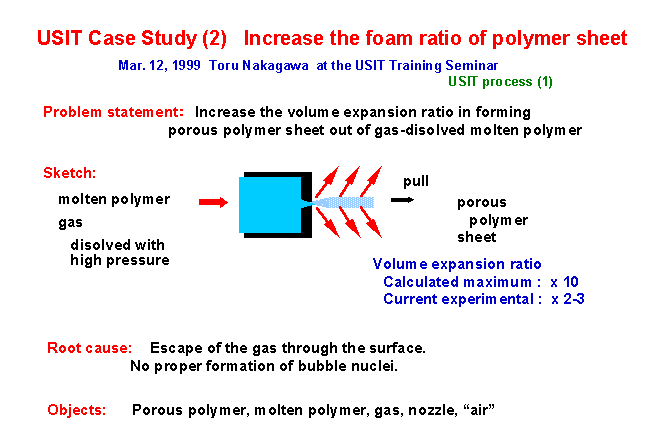 USIT Case Study (2) Increase the foam ratio of polymer sheet
Mar. 12, 1999 Toru Nakagawa at the USIT Training Seminar
USIT process (1)
Problem statement: Increase the volume expansion ratio in forming
porous polymer sheet out of gas-disolved molten polymer
Sketch:
molten polymer
gas
disolved with
high pressure
pull
porous
polymer
sheet
Volume expansion ratio
Calculated maximum : x 10
Current experimental : x 2-3
Root cause: Escape of the gas through the surface.
No proper formation of bubble nuclei.
Objects: Porous polymer, molten polymer, gas, nozzle, “air”